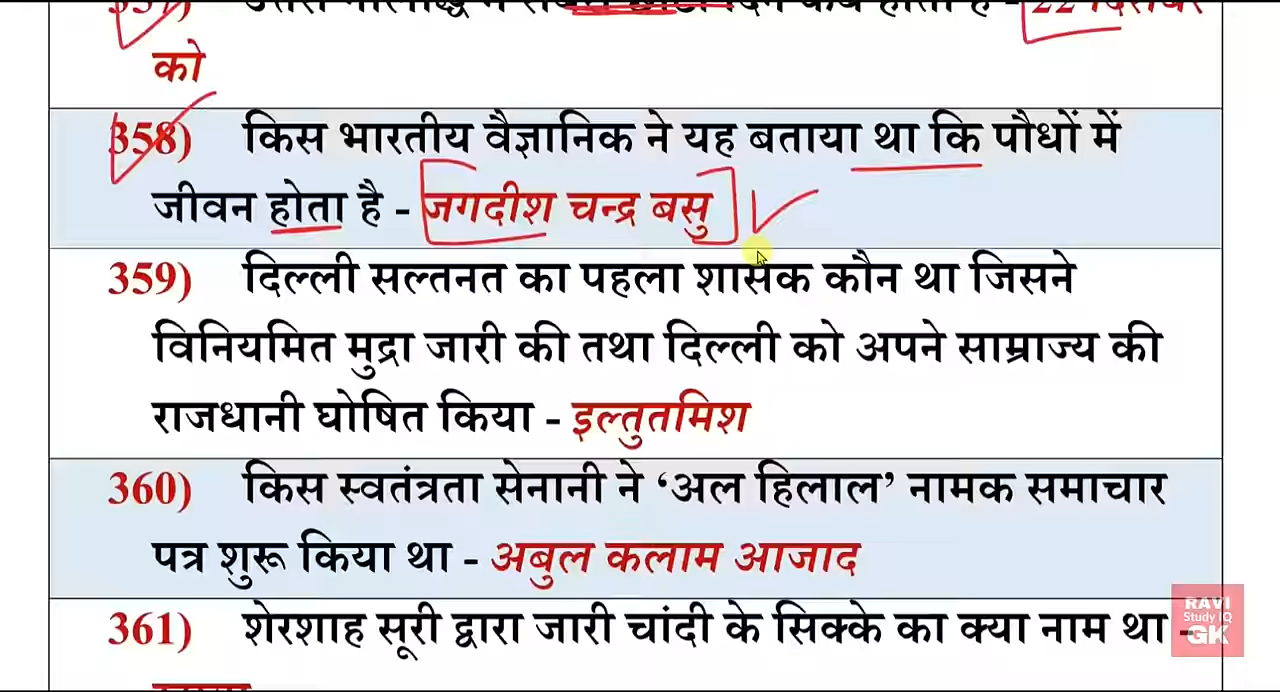 को
358) किस भारतीय वैज्ञानिक ने यह बताया था कि पौधों में
जीवन होता है - जगदीश चन्द्र बसु
359) दिल्ली सल्तनत का पहला शासक कौन था जिसने
विनियमित मुद्रा जारी की तथा दिल्ली को अपने साम्राज्य की
राजधानी घोषित किया - इल्तुतमिश
360) किस स्वतंत्रता सेनानी ने ‘अल हिलाल’ नामक समाचार
पत्र शुरू किया था - अबुल कलाम आजाद
361) शेरशाह सूरी द्वारा जारी चांदी के सिक्के का क्या नाम था -
RAVI
Study IQ
GK